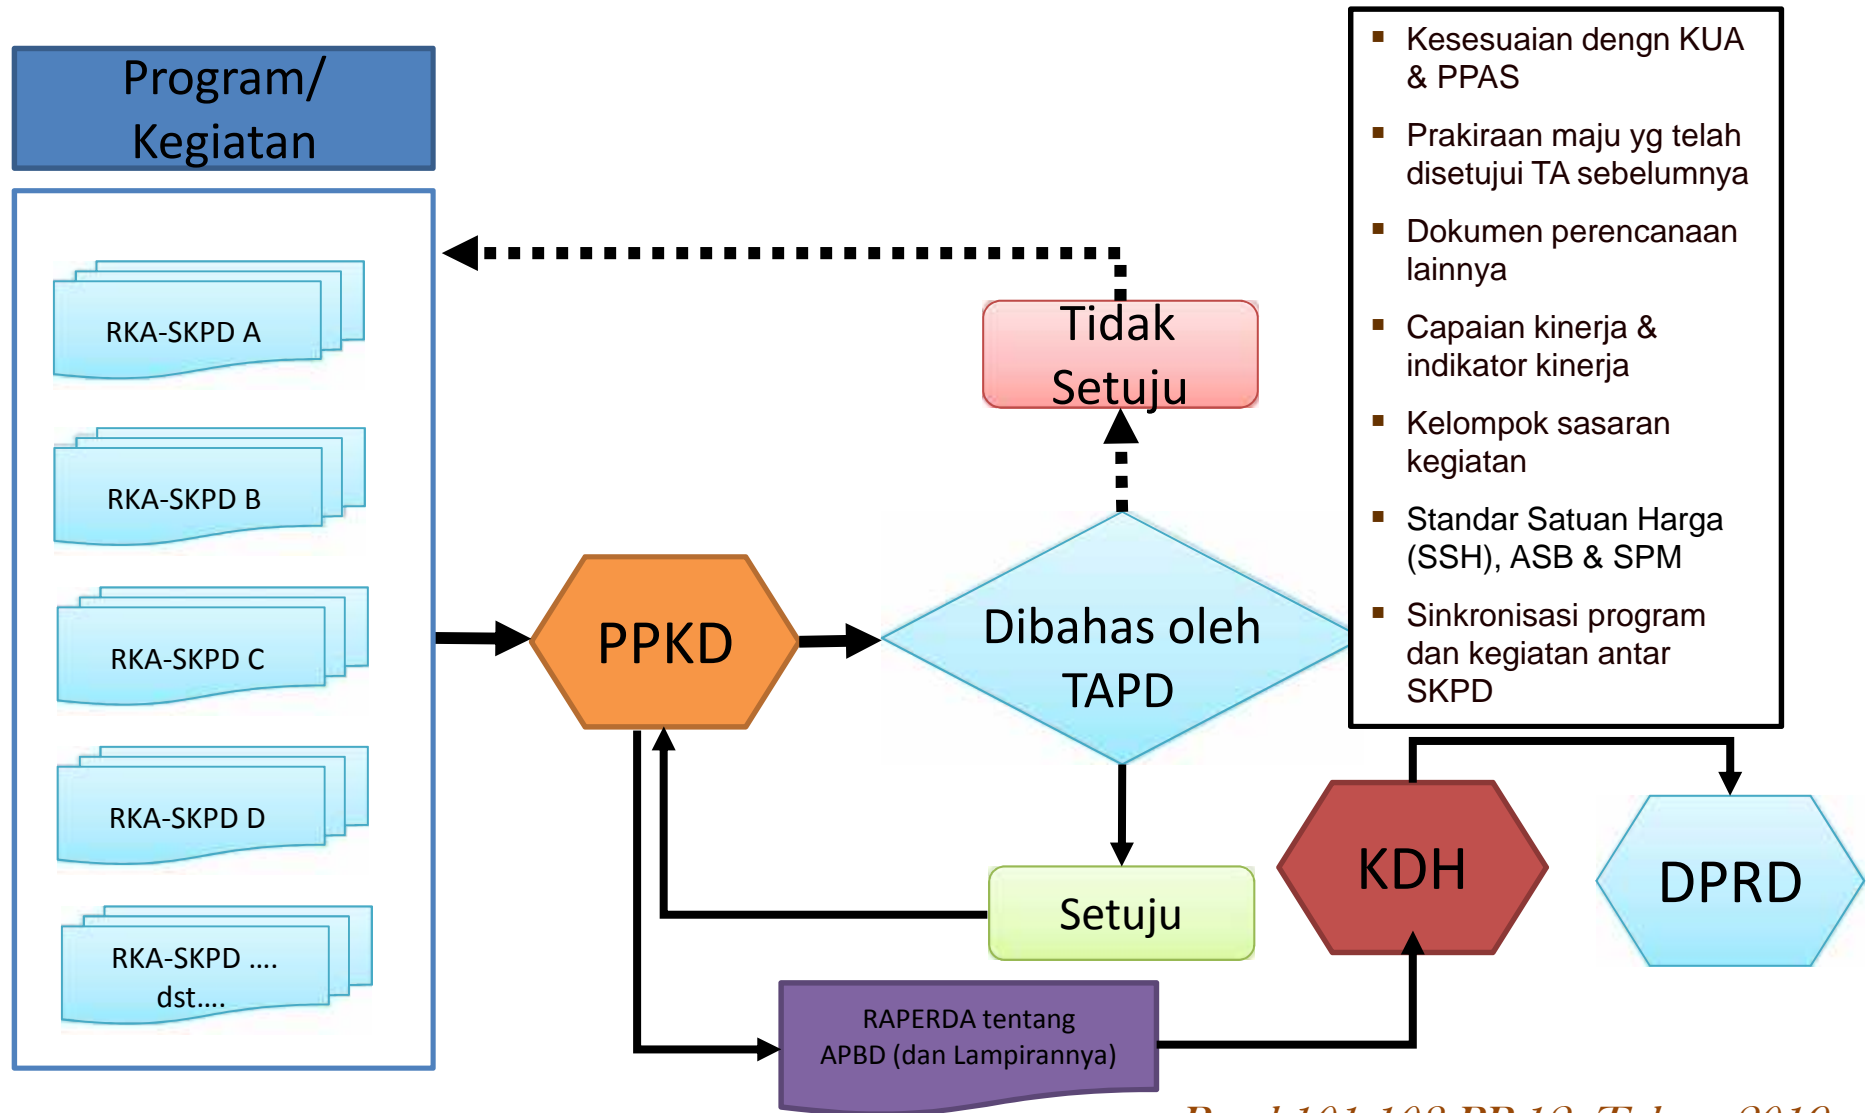 Program/
Kegiatan
RKA-SKPD A
RKA-SKPD B
RKA-SKPD C
RKA-SKPD D
RKA-SKPD ....
dst....
PPKD
Dibahas oleh
TAPD
Tidak
Setuju
Setuju
RAPERDA tentang
APBD (dan Lampirannya)
KDH
DPRD
▪ Kesesuaian dengn KUA
& PPAS
▪ Prakiraan maju yg telah
disetujui TA sebelumnya
▪ Dokumen perencanaan
lainnya
▪ Capaian kinerja &
indikator kinerja
▪ Kelompok sasaran
kegiatan
▪ Standar Satuan Harga
(SSH), ASB & SPM
▪ Sinkronisasi program
dan kegiatan antar
SKPD